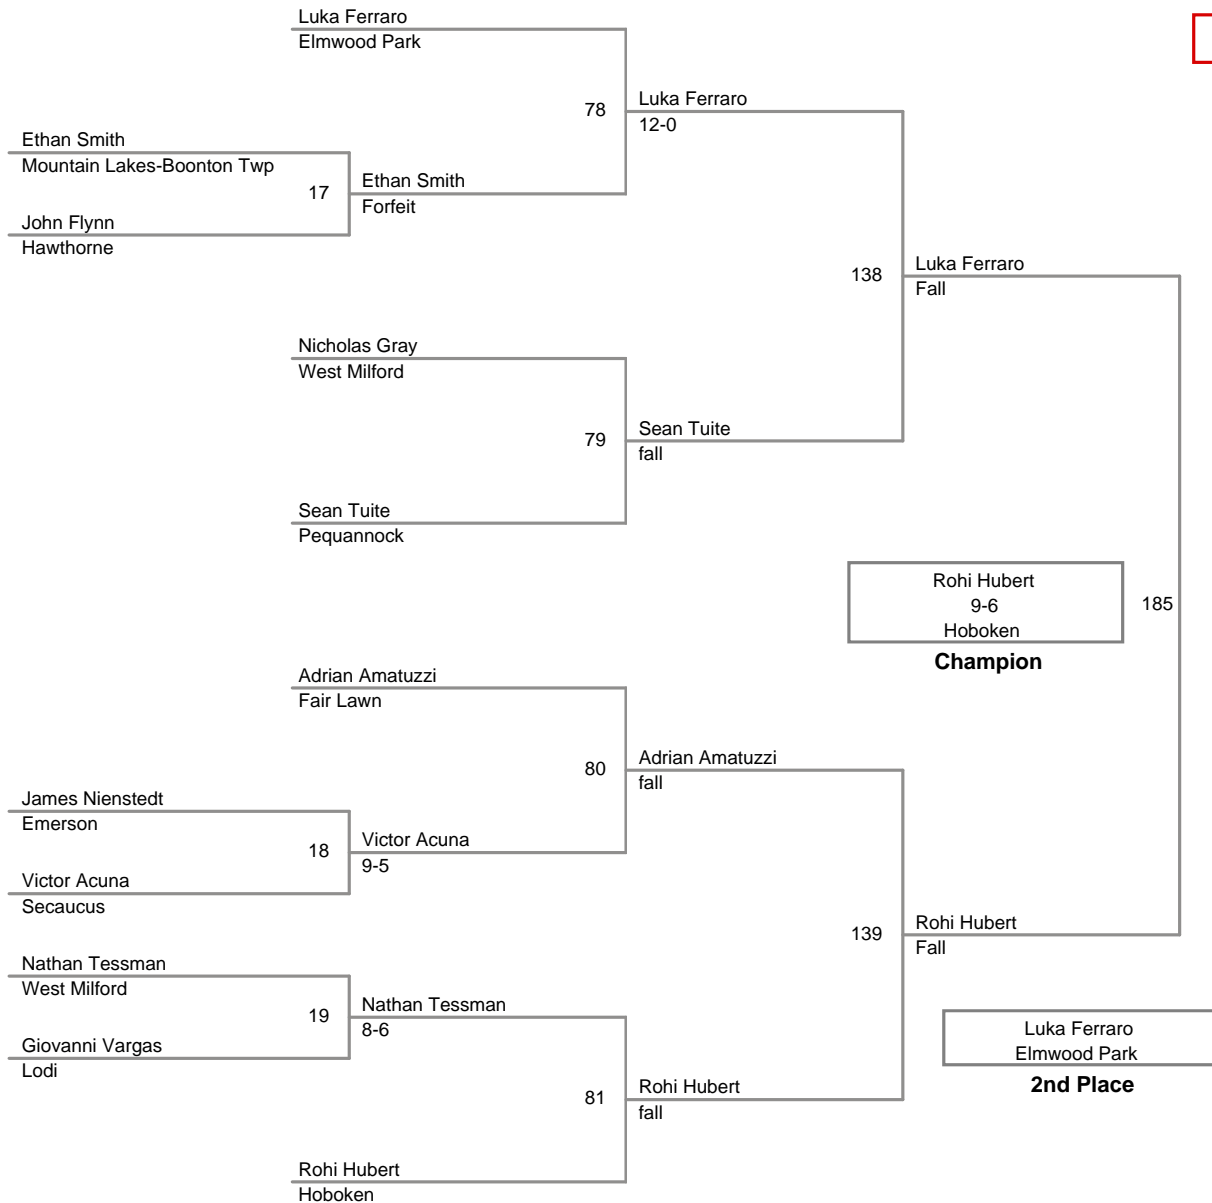 Luka Ferraro
Elmwood Park
78
Luka Ferraro
12-0
Ethan Smith
Mountain Lakes-Boonton Twp
17
Ethan Smith
Forfeit
John Flynn
Hawthorne
138
Luka Ferraro
Fall
Nicholas Gray
West Milford
79
Sean Tuite
fall
Sean Tuite
Pequannock
Rohi Hubert
9-6
Hoboken
185
Champion
Adrian Amatuzzi
Fair Lawn
80
Adrian Amatuzzi
fall
James Nienstedt
Emerson
18
Victor Acuna
9-5
Victor Acuna
Secaucus
139
Rohi Hubert
Fall
Nathan Tessman
West Milford
19
Nathan Tessman
8-6
Giovanni Vargas
Lodi
Luka Ferraro
Elmwood Park
2nd Place
81
Rohi Hubert
fall
Rohi Hubert
Hoboken